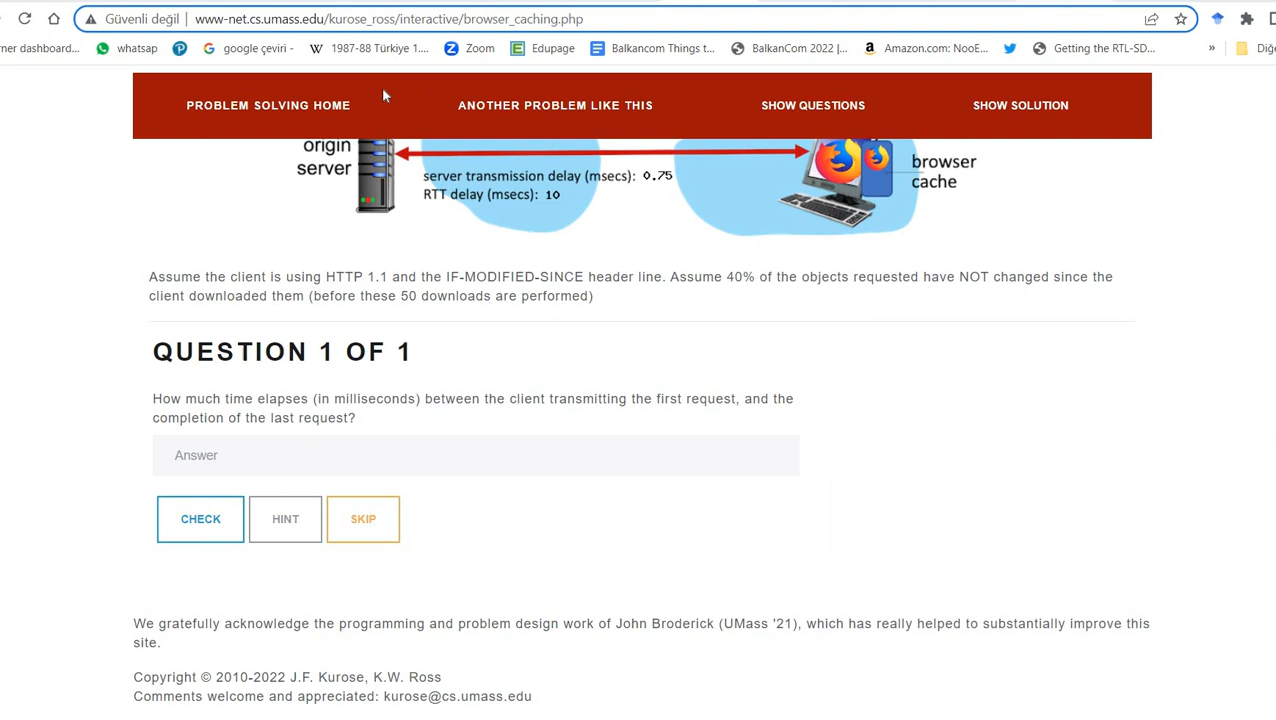 Güvenli değil www-net.cs.umass.edu/kurose_ross/interactive/browser_caching.php
rner dashboard... whatsap google çeviri - 1987-88 Türkiye 1.... Zoom Edupage Balkancom Things t... BalkanCom 2022 |... Amazon.com: NooE... Getting the RTL-SD... » Diğe
PROBLEM SOLVING HOME ANOTHER PROBLEM LIKE THIS SHOW QUESTIONS SHOW SOLUTION
origin
server
server transmission delay (msecs): 0.75
RTT delay (msecs): 10
browser
cache
Assume the client is using HTTP 1.1 and the IF-MODIFIED-SINCE header line. Assume 40% of the objects requested have NOT changed since the
client downloaded them (before these 50 downloads are performed)
QUESTION 1 OF 1
How much time elapses (in milliseconds) between the client transmitting the first request, and the
completion of the last request?
Answer
CHECK HINT SKIP
We gratefully acknowledge the programming and problem design work of John Broderick (UMass '21), which has really helped to substantially improve this
site.
Copyright © 2010-2022 J.F. Kurose, K.W. Ross
Comments welcome and appreciated: kurose@cs.umass.edu